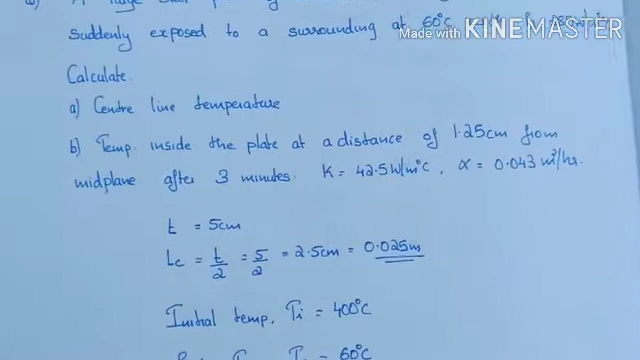 suddenly exposed to a surrounding at 60°C
Made with KINEMASTER
Calculate.
a) Centre line temperature
b) Temp. inside the plate at a distance of 1.25cm from
midplane after 3 minutes. K = 42.5W/m°C, α = 0.043 m²/hr.
t = 5cm
Lc = t/2 = 5/2 = 2.5cm = 0.025m
Initial temp, Ti = 400°C
60°C